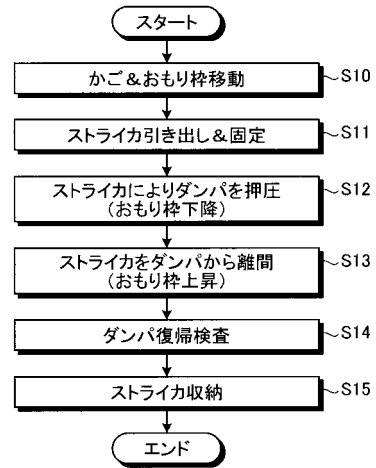 スタート
かご&おもり枠移動 S10
ストライカ引き出し&固定 S11
ストライカによりダンパを押圧 S12
(おもり枠下降)
ストライカをダンパから離間 S13
(おもり枠上昇)
ダンパ復帰検査 S14
ストライカ収納 S15
エンド